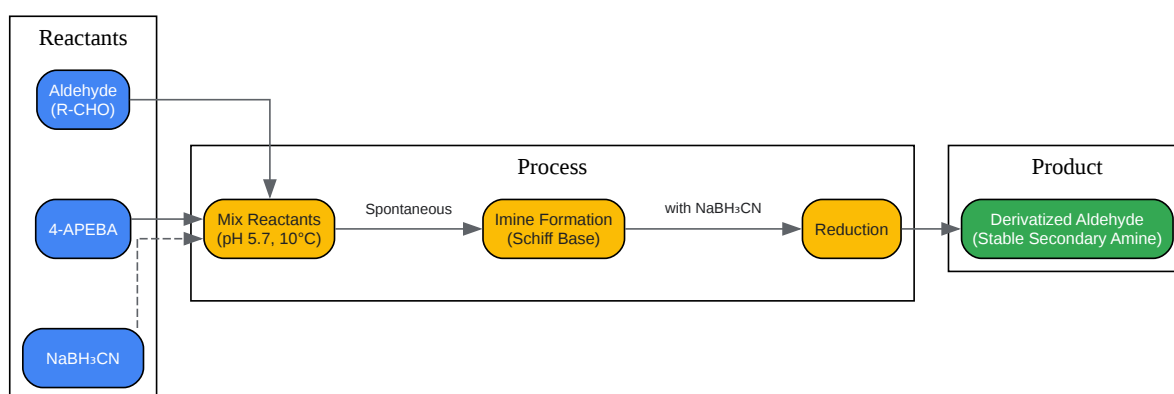 Reactants
Aldehyde
(R-CHO)
4-APEBA
NaBH₃CN
Process
Mix Reactants
(pH 5.7, 10°C)
Spontaneous
Imine Formation
(Schiff Base)
with NaBH₃CN
Reduction
Product
Derivatized Aldehyde
(Stable Secondary Amine)